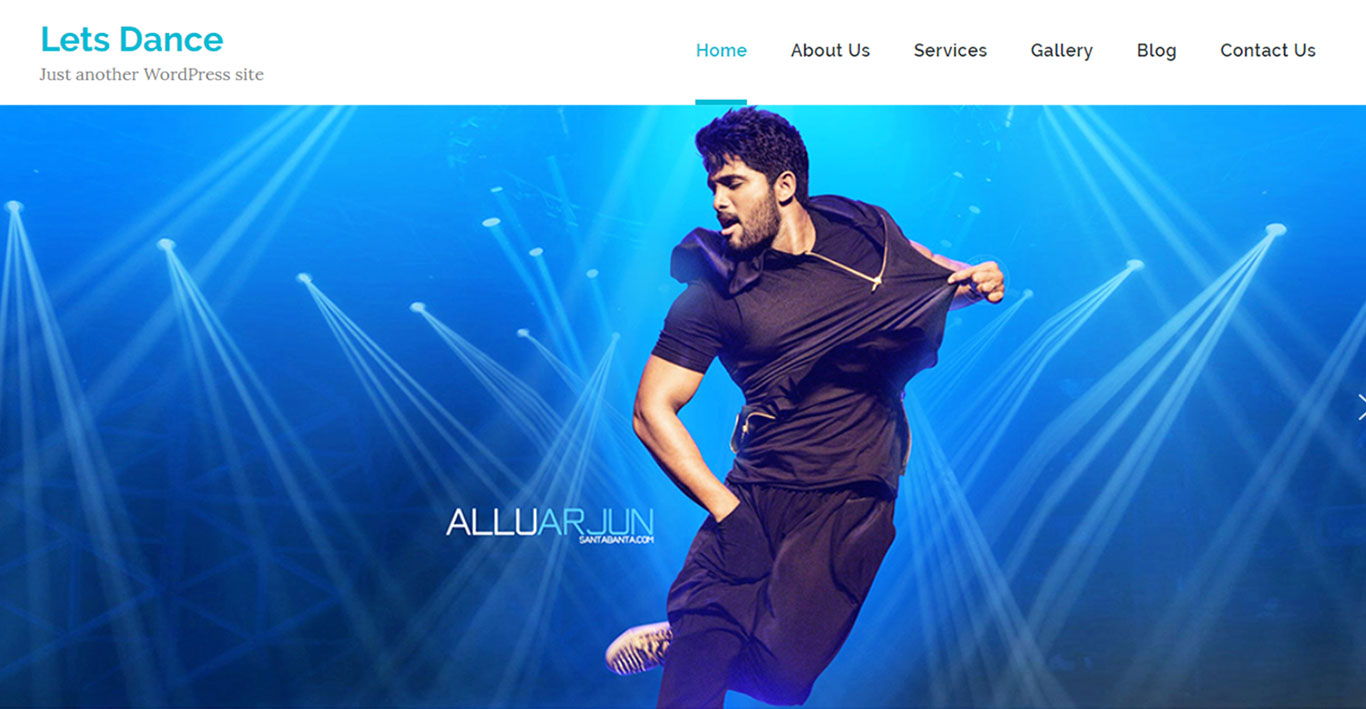 Lets Dance
Just another WordPress site
Home About Us Services Gallery Blog Contact Us
ALLUARJUN
SANTABANTA.COM